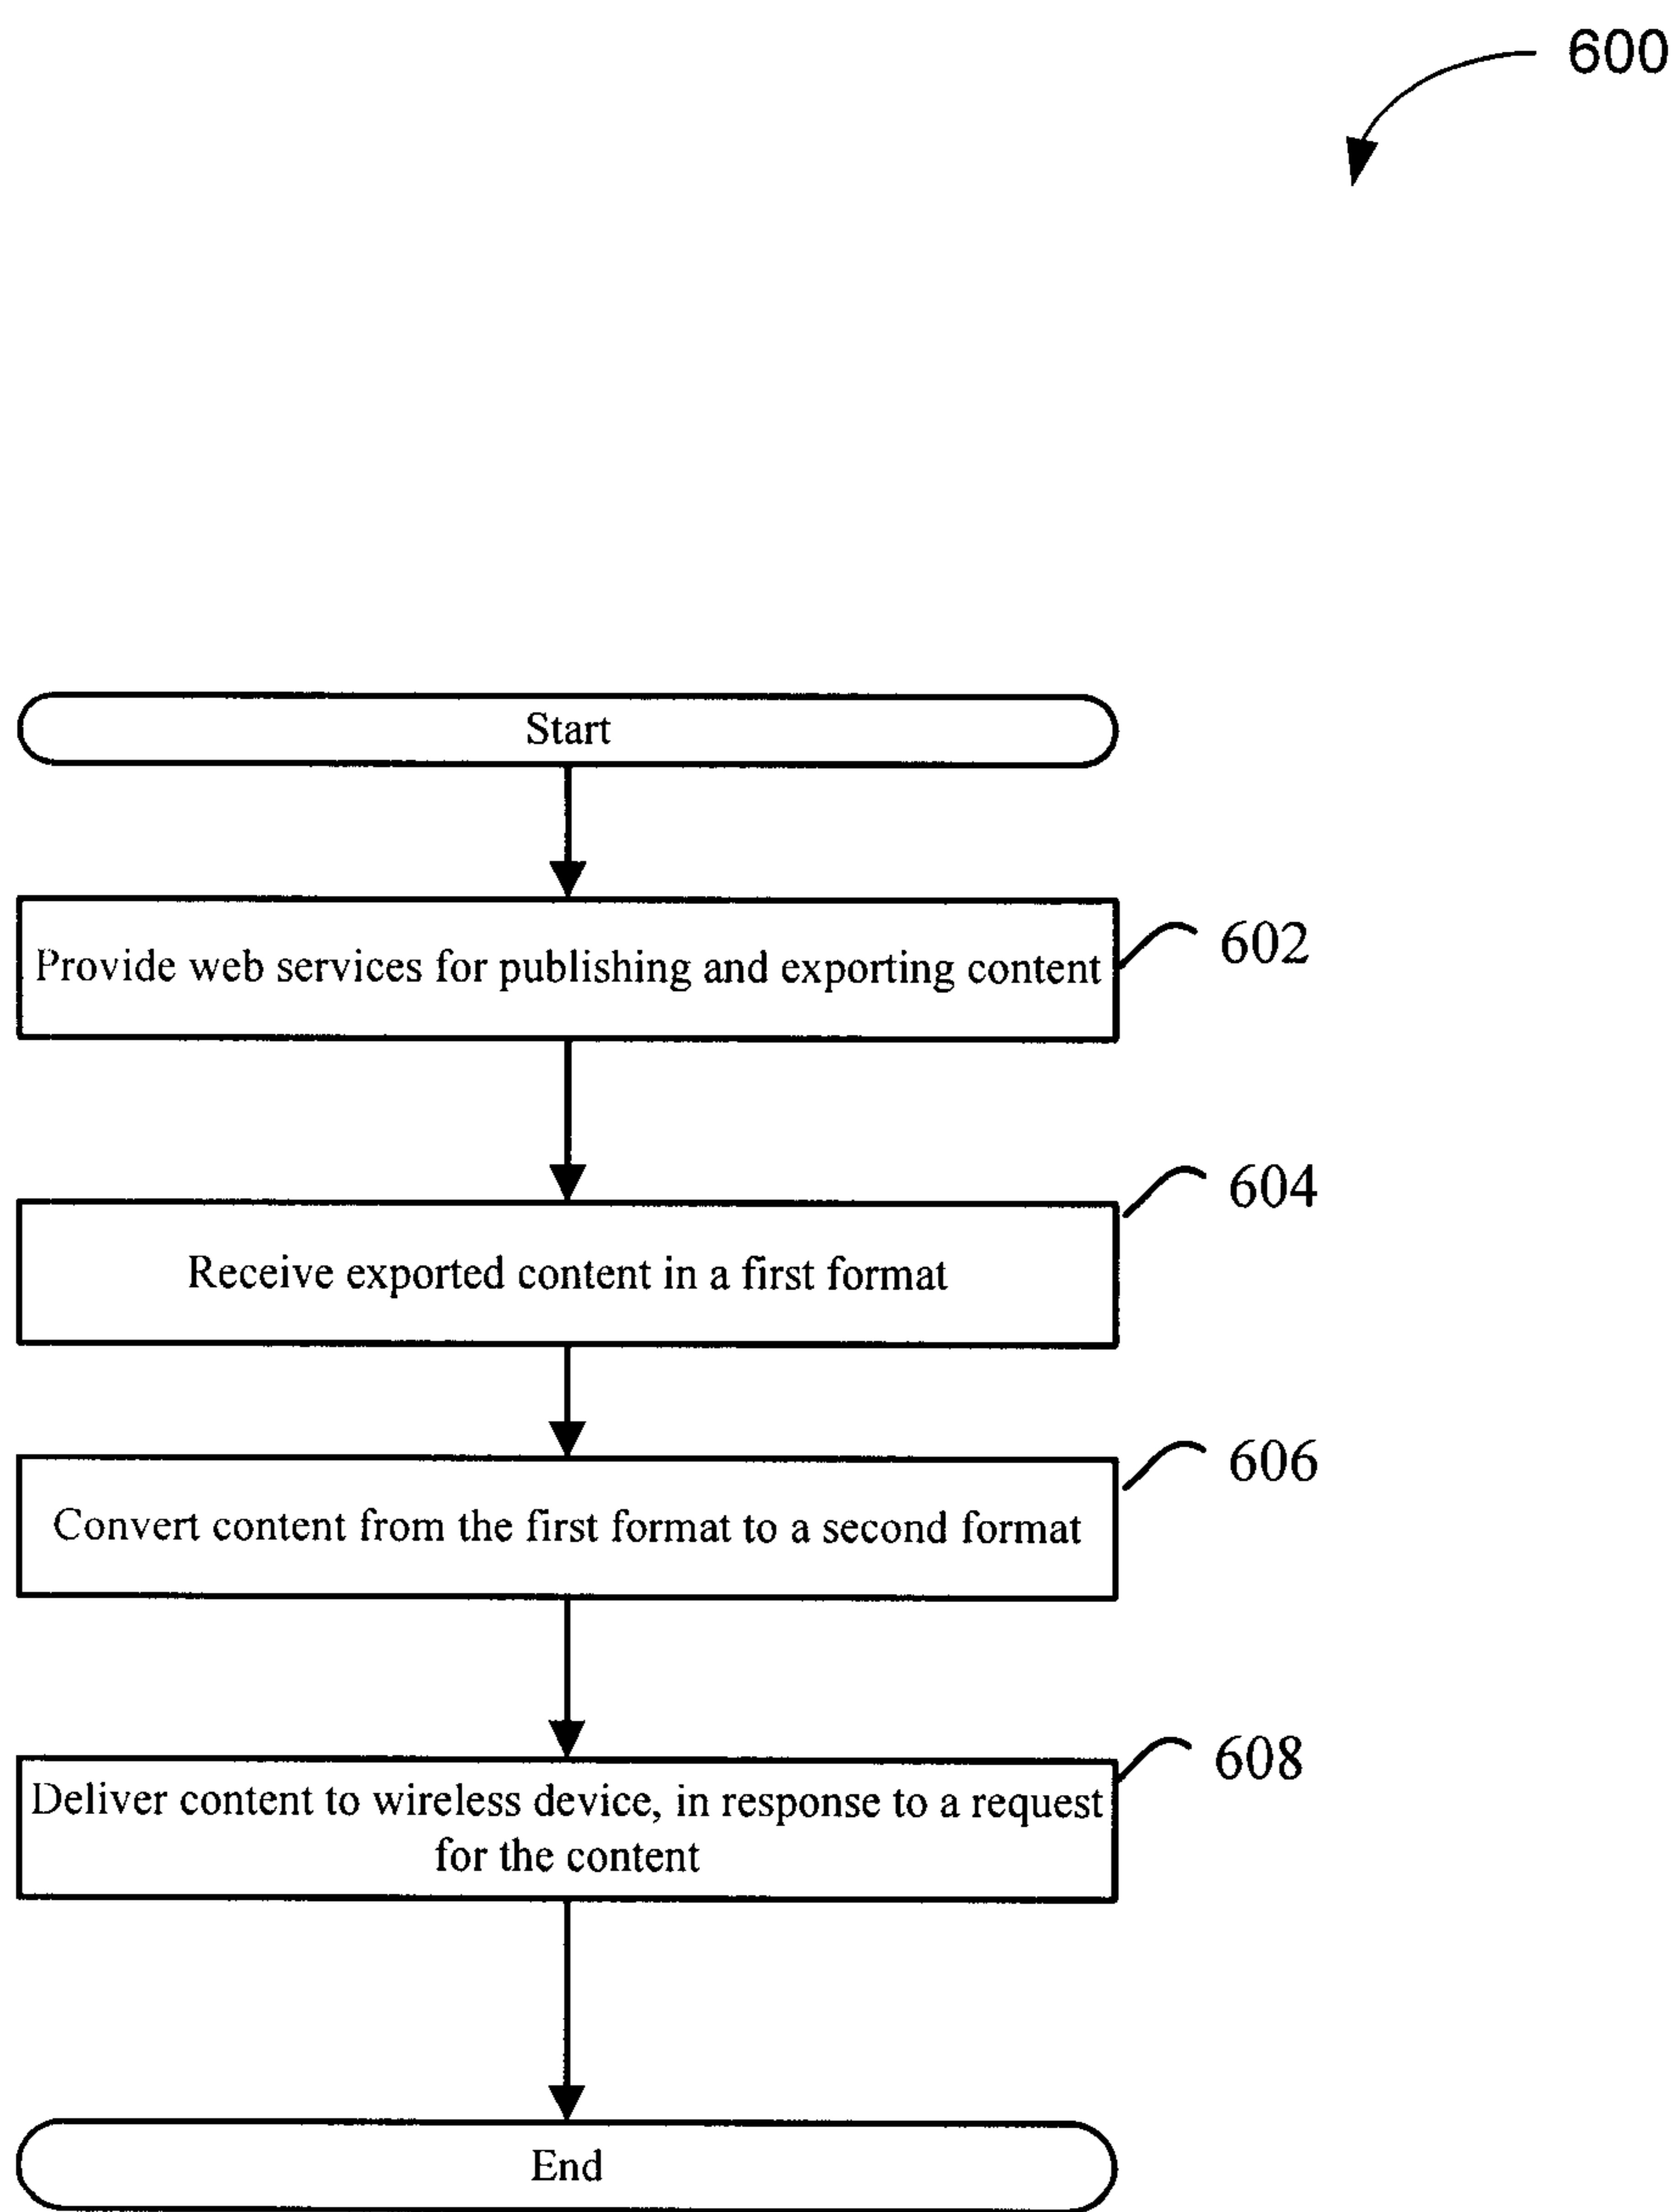 600
Start
Provide web services for publishing and exporting content
602
604
Receive exported content in a first format
606
Convert content from the first format to a second format
608
Deliver content to wireless device, in response to a request
for the content
End